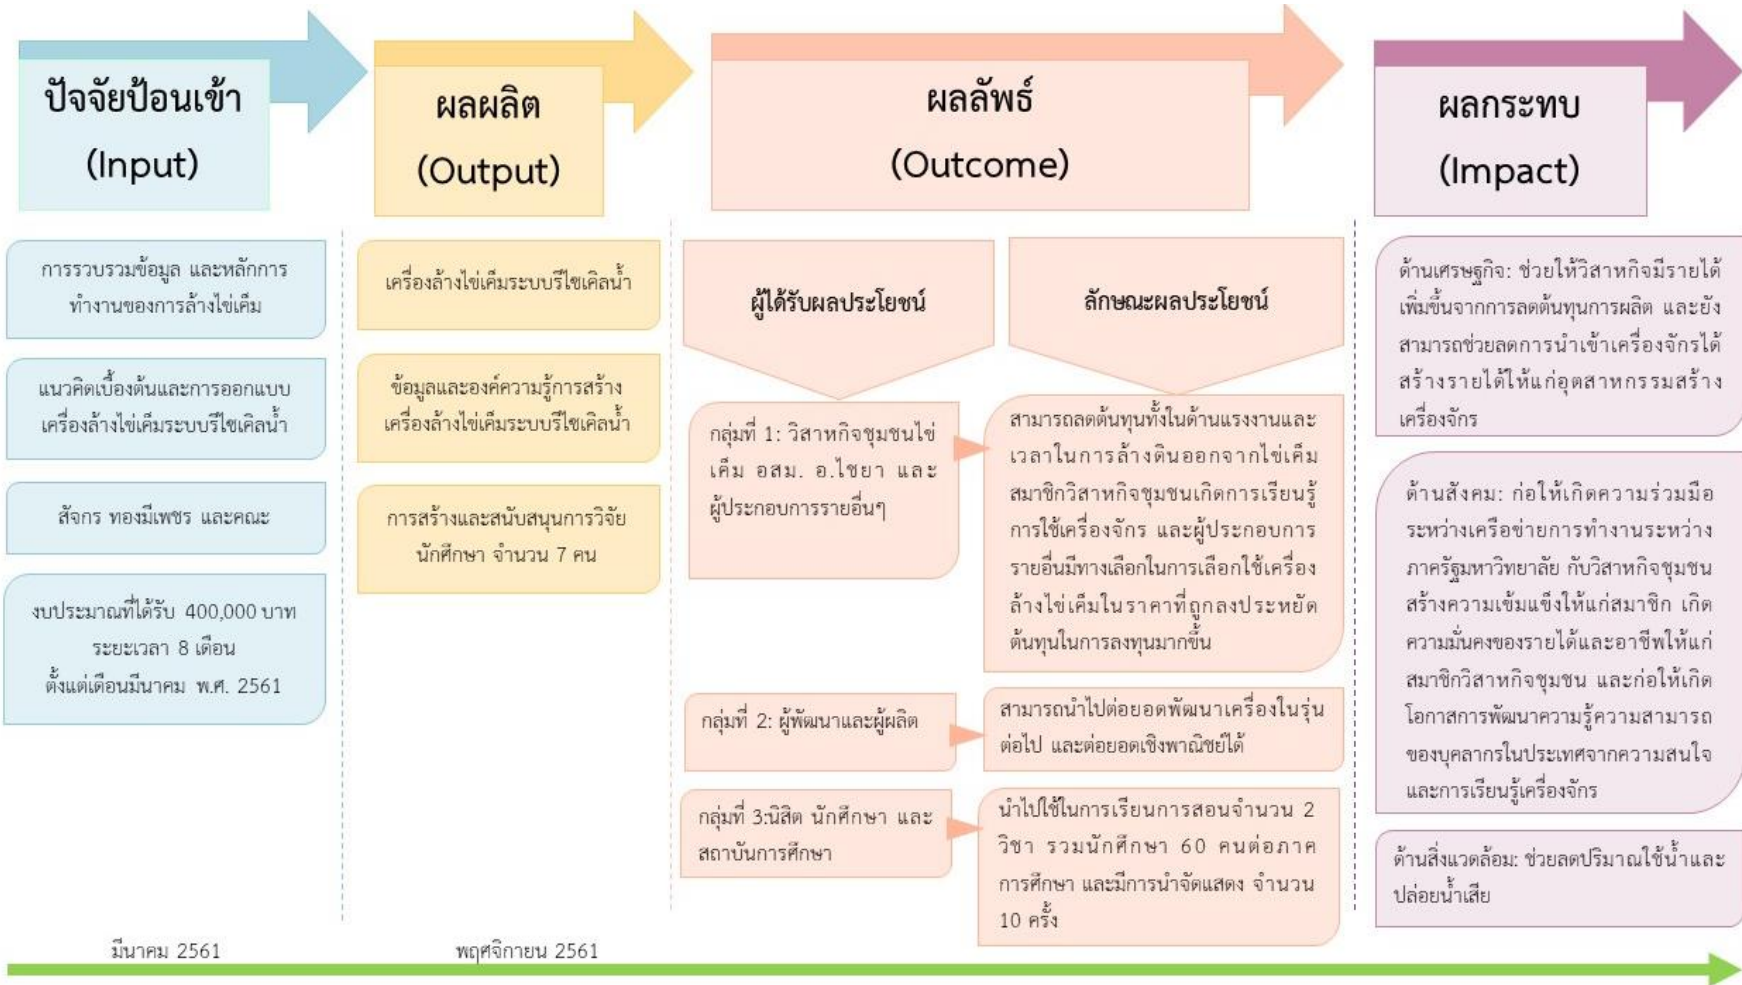 ปัจจัยป้อนเข้า
(Input)
ผลผลิต
(Output)
ผลลัพธ์
(Outcome)
ผลกระทบ
(Impact)
การรวบรวมข้อมูล และหลักการ
ทำงานของการล้างไข่เค็ม
แนวคิดเบื้องต้นและการออกแบบ
เครื่องล้างไข่เค็มระบบรีไซเคิลน้ำ
สัจกร ทองมีเพชร และคณะ
งบประมาณที่ได้รับ 400,000 บาท
ระยะเวลา 8 เดือน
ตั้งแต่เดือนมีนาคม พ.ศ. 2561
เครื่องล้างไข่เค็มระบบรีไซเคิลน้ำ
ข้อมูลและองค์ความรู้การสร้าง
เครื่องล้างไข่เค็มระบบรีไซเคิลน้ำ
การสร้างและสนับสนุนการวิจัย
นักศึกษา จำนวน 7 คน
ผู้ได้รับผลประโยชน์
ลักษณะผลประโยชน์
กลุ่มที่ 1: วิสาหกิจชุมชนไข่
เค็ม อสม. อ.ไชยา และ
ผู้ประกอบการรายอื่นๆ
สามารถลดต้นทุนทั้งในด้านแรงงานและ
เวลาในการล้างดินออกจากไข่เค็ม
สมาชิกวิสาหกิจชุมชนเกิดการเรียนรู้
การใช้เครื่องจักร และผู้ประกอบการ
รายอื่นมีทางเลือกในการเลือกใช้เครื่อง
ล้างไข่เค็มในราคาที่ถูกลงประหยัด
ต้นทุนในการลงทุนมากขึ้น
กลุ่มที่ 2: ผู้พัฒนาและผู้ผลิต
สามารถนำไปต่อยอดพัฒนาเครื่องในรุ่น
ต่อไป และต่อยอดเชิงพาณิชย์ได้
กลุ่มที่ 3:นิสิต นักศึกษา และ
สถาบันการศึกษา
นำไปใช้ในการเรียนการสอนจำนวน 2
วิชา รวมนักศึกษา 60 คนต่อภาค
การศึกษา และมีการนำจัดแสดง จำนวน
10 ครั้ง
ด้านเศรษฐกิจ: ช่วยให้วิสาหกิจมีรายได้
เพิ่มขึ้นจากการลดต้นทุนการผลิต และยัง
สามารถช่วยลดการนำเข้าเครื่องจักรได้
สร้างรายได้ให้แก่อุตสาหกรรมสร้าง
เครื่องจักร
ด้านสังคม: ก่อให้เกิดความร่วมมือ
ระหว่างเครือข่ายการทำงานระหว่าง
ภาครัฐมหาวิทยาลัย กับวิสาหกิจชุมชน
สร้างความเข้มแข็งให้แก่สมาชิก เกิด
ความมั่นคงของรายได้และอาชีพให้แก่
สมาชิกวิสาหกิจชุมชน และก่อให้เกิด
โอกาสการพัฒนาความรู้ความสามารถ
ของบุคลากรในประเทศจากความสนใจ
และการเรียนรู้เครื่องจักร
ด้านสิ่งแวดล้อม: ช่วยลดปริมาณใช้น้ำและ
ปล่อยน้ำเสีย
มีนาคม 2561
พฤศจิกายน 2561